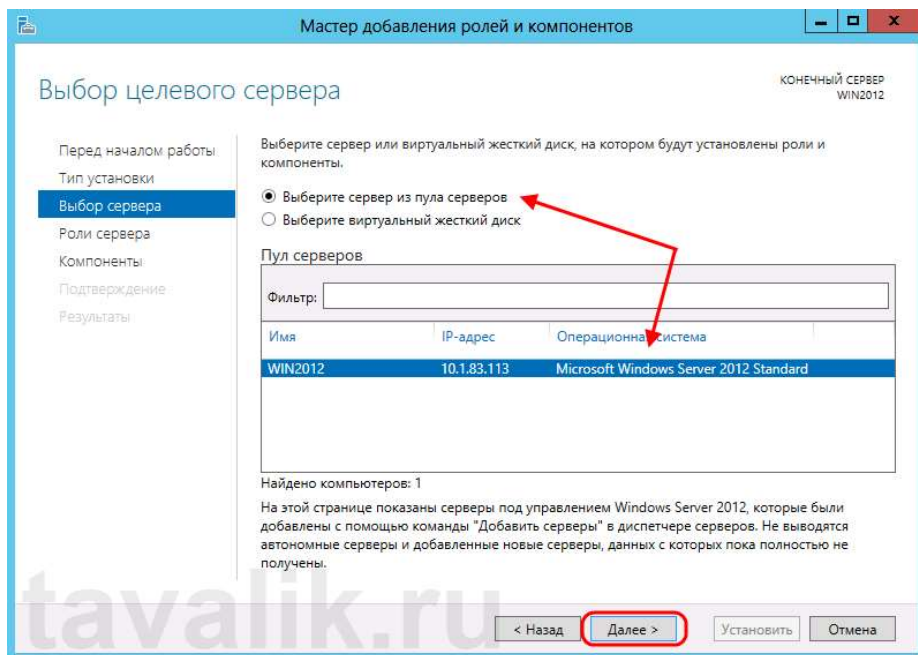 Мастер добавления ролей и компонентов
Выбор целевого сервера
КОНЕЧНЫЙ СЕРВЕР
WIN2012
Перед началом работы
Тип установки
Выбор сервера
Роли сервера
Компоненты
Подтверждение
Результаты
Выберите сервер или виртуальный жесткий диск, на котором будут установлены роли и
компоненты.
Выберите сервер из пула серверов
Выберите виртуальный жесткий диск
Пул серверов
Фильтр:
Имя IP-адрес Операционная система
WIN2012 10.1.83.113 Microsoft Windows Server 2012 Standard
Найдено компьютеров: 1
На этой странице показаны серверы под управлением Windows Server 2012, которые были
добавлены с помощью команды "Добавить серверы" в диспетчере серверов. Не выводятся
автономные серверы и добавленные новые серверы, данных с которых пока полностью не
получены.
tavalik.ru
< Назад Далее > Установить Отмена